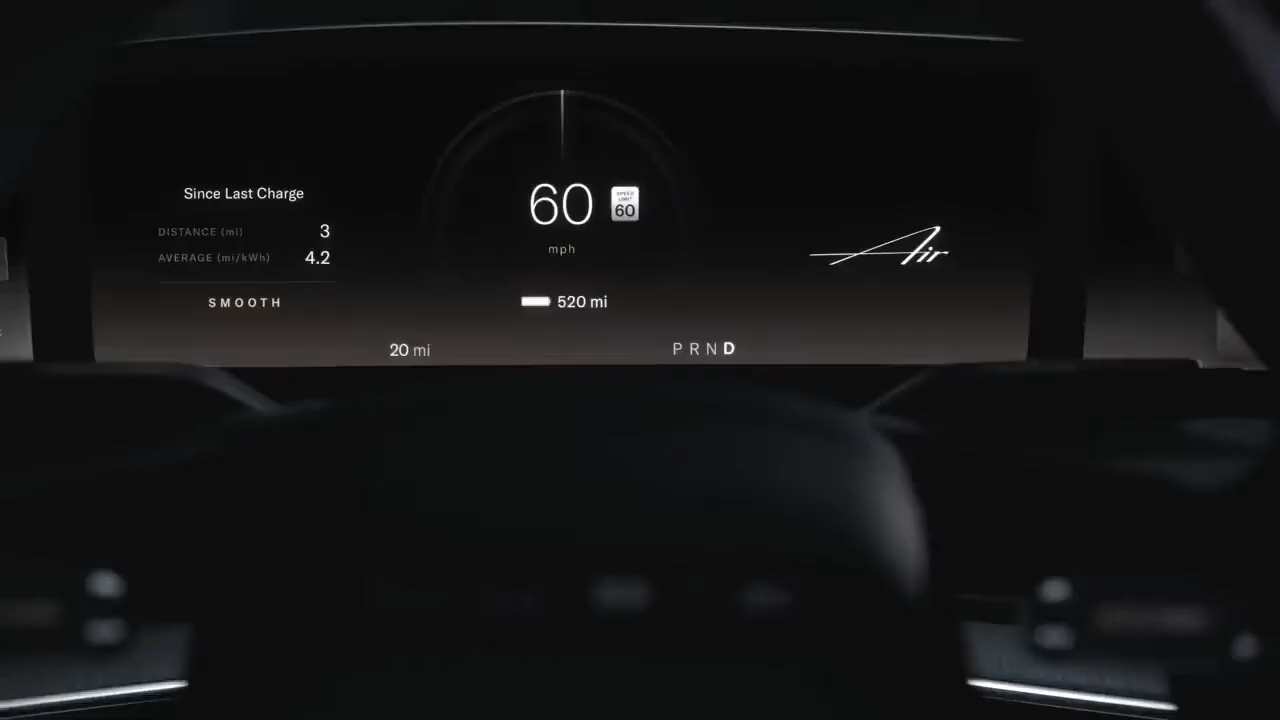 Since Last Charge
DISTANCE (mi) 3
AVERAGE (mi/kWh) 4.2
SMOOTH
60
mph
SPEED
LIMIT
60
520 mi
Air
20 mi
PRND